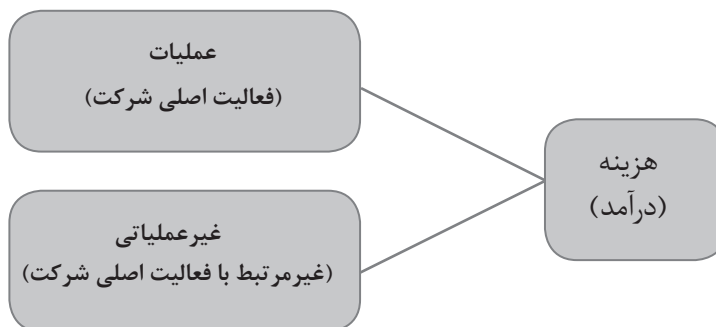 عملیات
(فعالیت اصلی شرکت)
هزینه
(درآمد)
غیرعملیاتی
(غیرمرتبط با فعالیت اصلی شرکت)